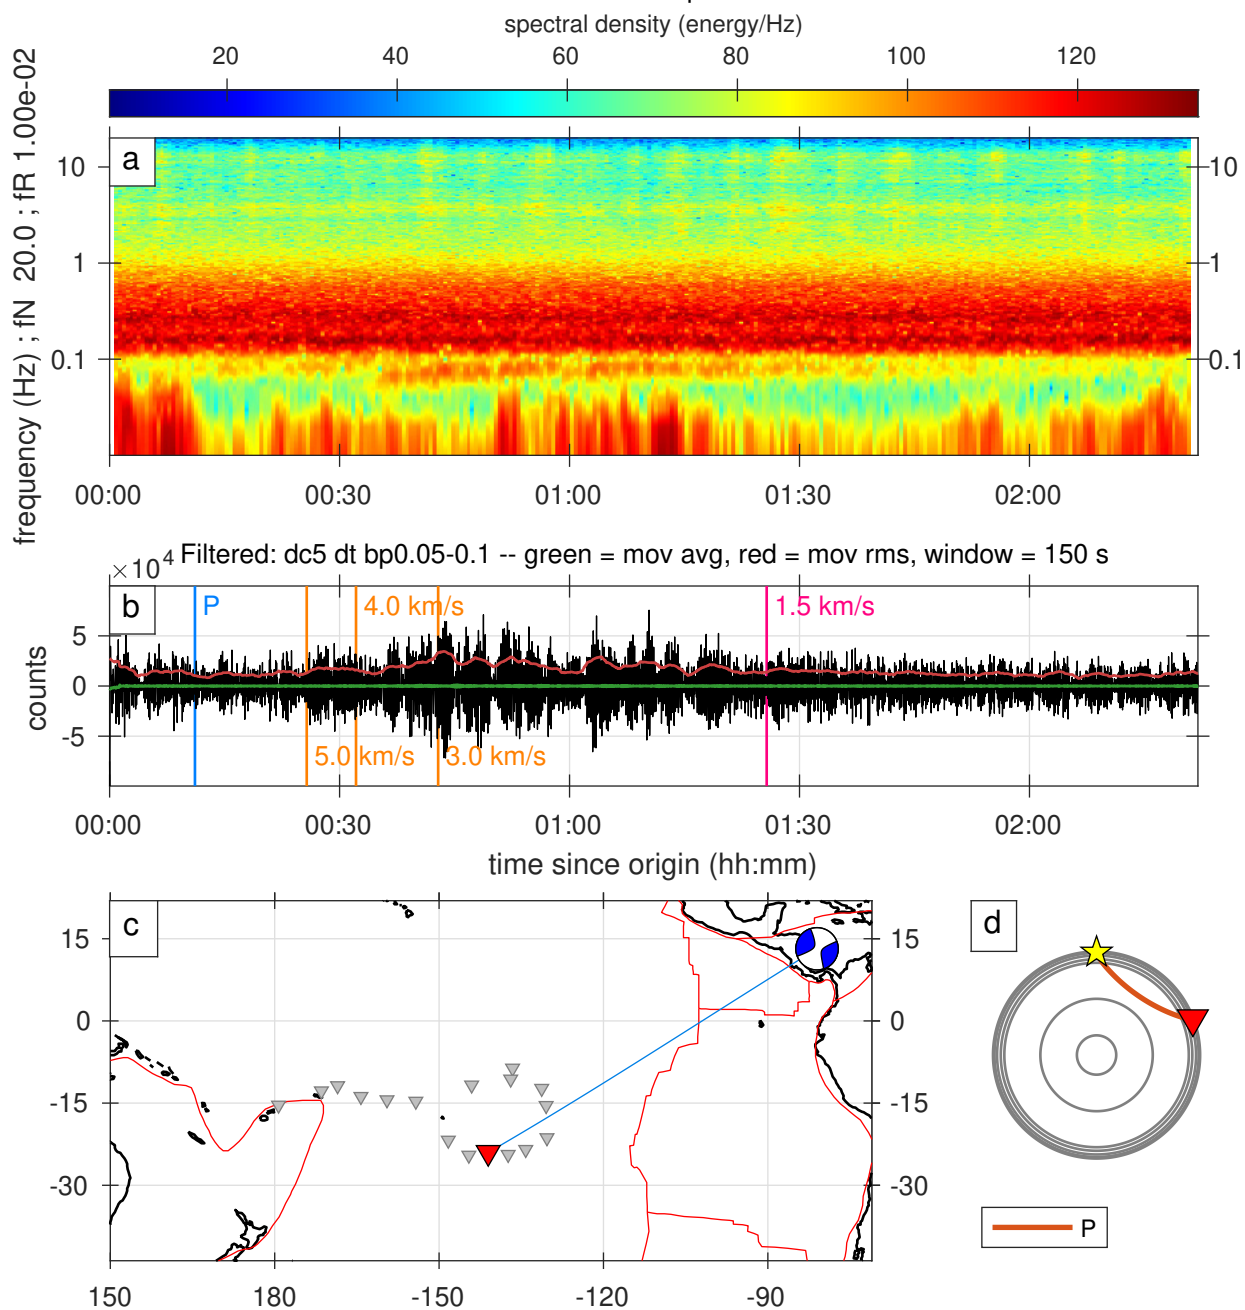 spectral density (energy/Hz)
20 40 60 80 100 120
a
frequency (Hz) ; fN 20.0 ; fR 1.00e-02
10 10
1 1
0.1 0.1
00:00 00:30 01:00 01:30 02:00
Filtered: dc5 dt bp0.05-0.1 -- green = mov avg, red = mov rms, window = 150 s
×10^4
b
P 4.0 km/s 1.5 km/s
counts
5
0
-5
5.0 km/s 3.0 km/s
00:00 00:30 01:00 01:30 02:00
time since origin (hh:mm)
c
d
15 15
0 0
-15 -15
-30 -30
150 180 -150 -120 -90
P